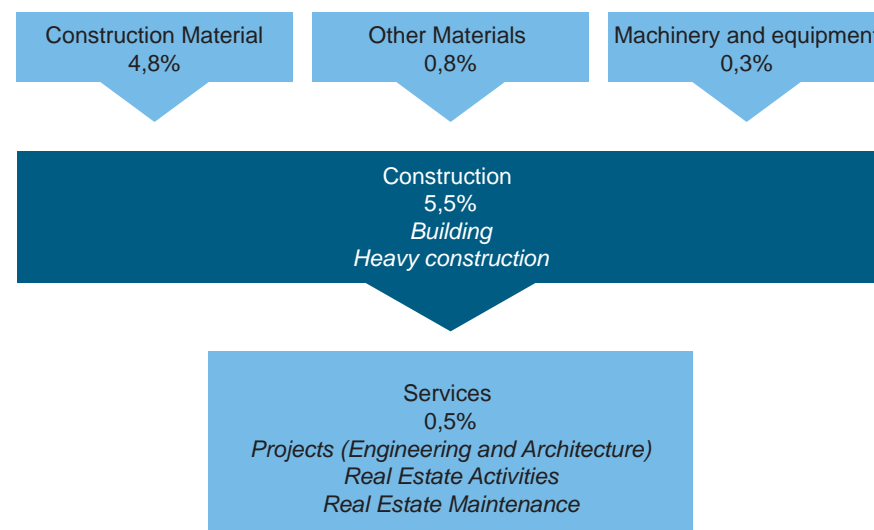 Construction Material
4,8%
Other Materials
0,8%
Machinery and equipment
0,3%
Construction
5,5%
Building
Heavy construction
Services
0,5%
Projects (Engineering and Architecture)
Real Estate Activities
Real Estate Maintenance